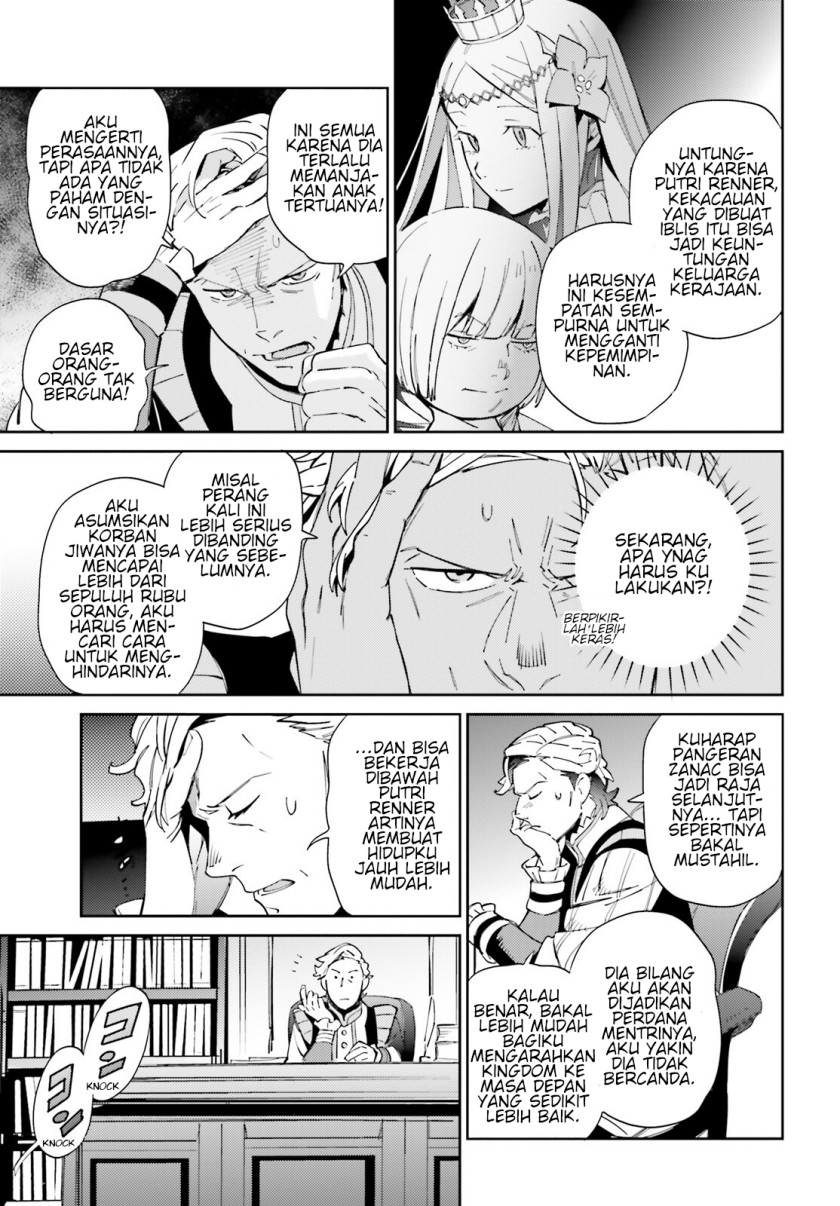 UNTUNG-
NYA KARENA
PUTRI RENNER,
KEKACAUAN
YANG DIBUAT
IBLIS ITU BISA
JADI KEUN-
TUNGAN
KELUARGA
KERAJAAN.
HARUSNYA
INI KESEM-
PATAN SEM-
PURNA UNTUK
MENGGANTI
KEPEMIMPI-
NAN.
INI SEMUA
KARENA DIA
TERLALU
MEMANJA-
KAN ANAK
TERTUANYA!
AKU
MENGERTI
PERASAANNYA,
TAPI APA TIDAK
ADA YANG
PAHAM DEN-
GAN SITUASI-
NYA?!
DASAR
ORANG-
ORANG TAK
BERGUNA!
SEKARANG,
APA YNAG
HARUS KU
LAKUKAN?!
BERPIKIR-
LAH LEBIH
KERAS!
MISAL
PERANG
KALI INI
LEBIH SERIUS
DIBANDING
YANG SEBE-
LUMNYA.
AKU
ASUMSIKAN
KORBAN
JIWANYA BISA
MENCAPAI
LEBIH DARI
SEPULUH RUBU
ORANG, AKU
HARUS MEN-
CARI CARA
UNTUK MENG-
HINDARINYA.
KUHARAP
PANGERAN
ZANAC BISA
JADI RAJA
SELANJUT-
NYA... TAPI
SEPERTINYA
BAKAL
MUSTAHIL.
DIA BILANG
AKU AKAN
DIJADIKAN
PERDANA
MENTRINYA,
AKU YAKIN
DIA TIDAK
BERCANDA.
KALAU
BENAR, BAKAL
LEBIH MUDAH
BAGIKU
MENGARAHKAN
KINGDOM KE
MASA DEPAN
YANG SEDIKIT
LEBIH BAIK.
...DAN BISA
BEKERJA
DIBAWAH
PUTRI
RENNER
ARTINYA
MEMBUAT
HIDUPKU
JAUH LEBIH
MUDAH.
コン
KNOCK
コン
KNOCK